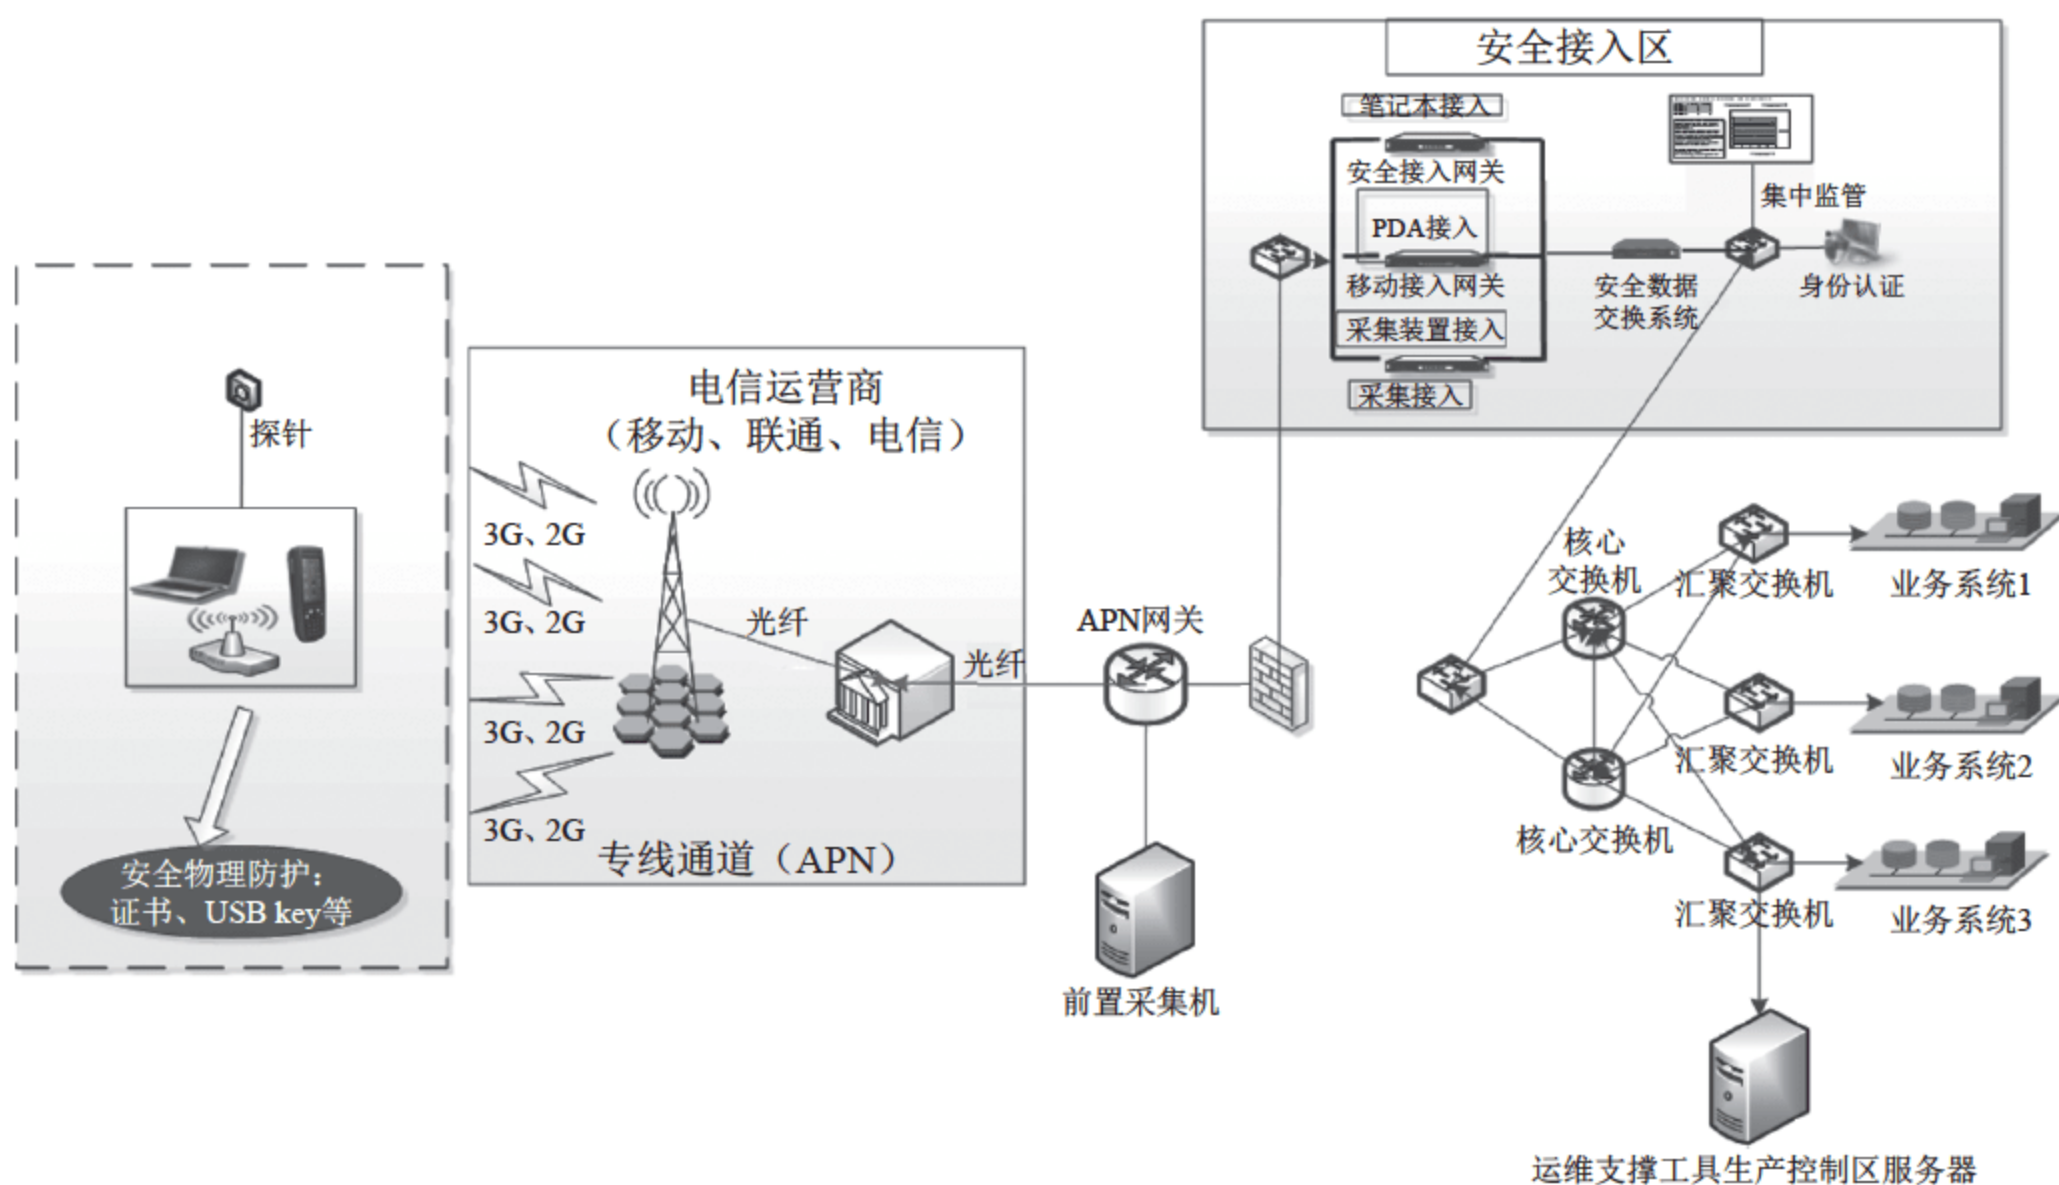 安全接入区
笔记本接入
安全接入网关
PDA接入
移动接入网关
采集装置接入
采集接入
集中监管
安全数据
交换系统
身份认证
探针
安全物理防护：
证书、USB key等
电信运营商
（移动、联通、电信）
3G、2G
3G、2G
3G、2G
3G、2G
光纤
光纤
专线通道（APN）
APN网关
前置采集机
核心
交换机
核心交换机
汇聚交换机
业务系统1
汇聚交换机
业务系统2
汇聚交换机
业务系统3
运维支撑工具生产控制区服务器